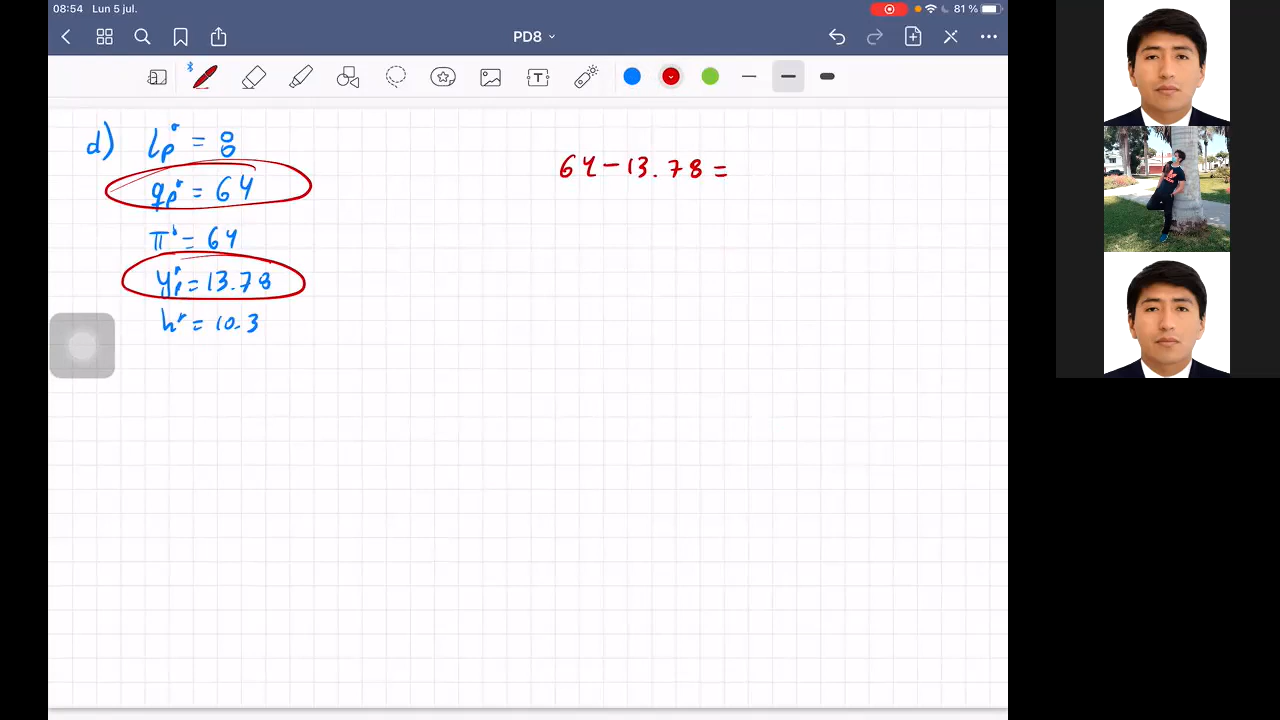 08:54 Lun 5 jul. 81 %
PD8
d) lₚ* = 8
qₚ* = 64
π* = 64
yₚ* = 13.78
h* = 10.3
64 - 13.78 =